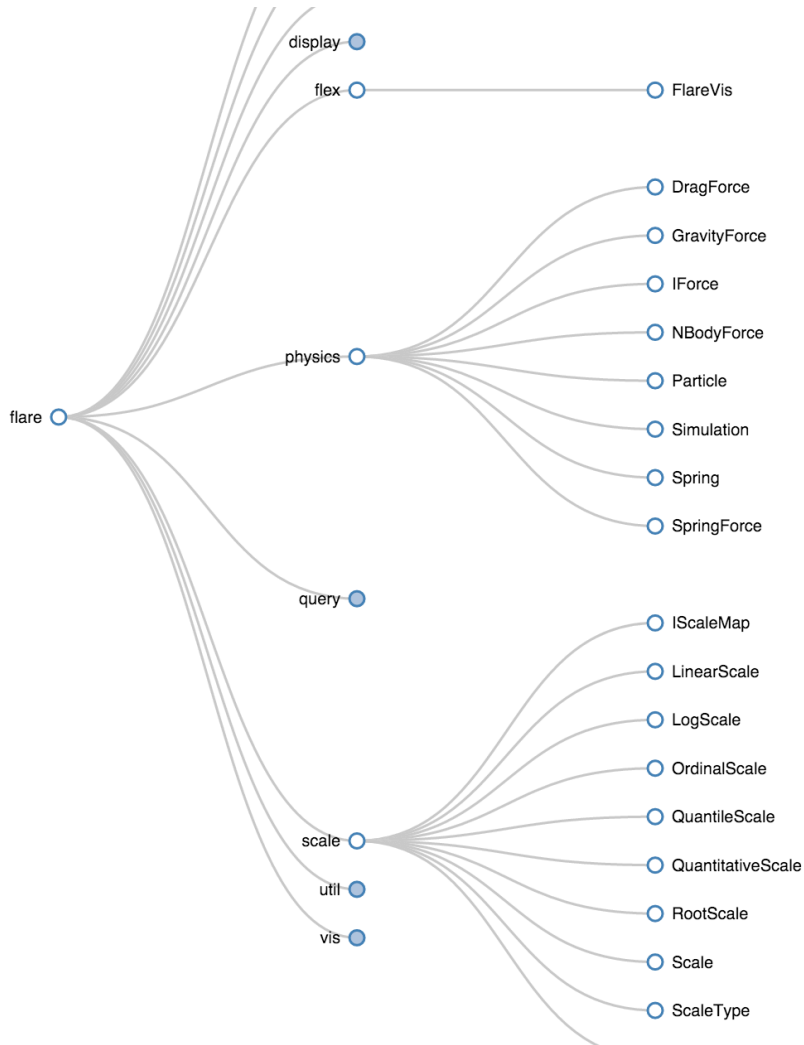 display
flex
FlareVis
DragForce
GravityForce
IForce
NBodyForce
physics
Particle
flare
Simulation
Spring
SpringForce
query
IScaleMap
LinearScale
LogScale
OrdinalScale
QuantileScale
scale
QuantitativeScale
util
RootScale
vis
Scale
ScaleType